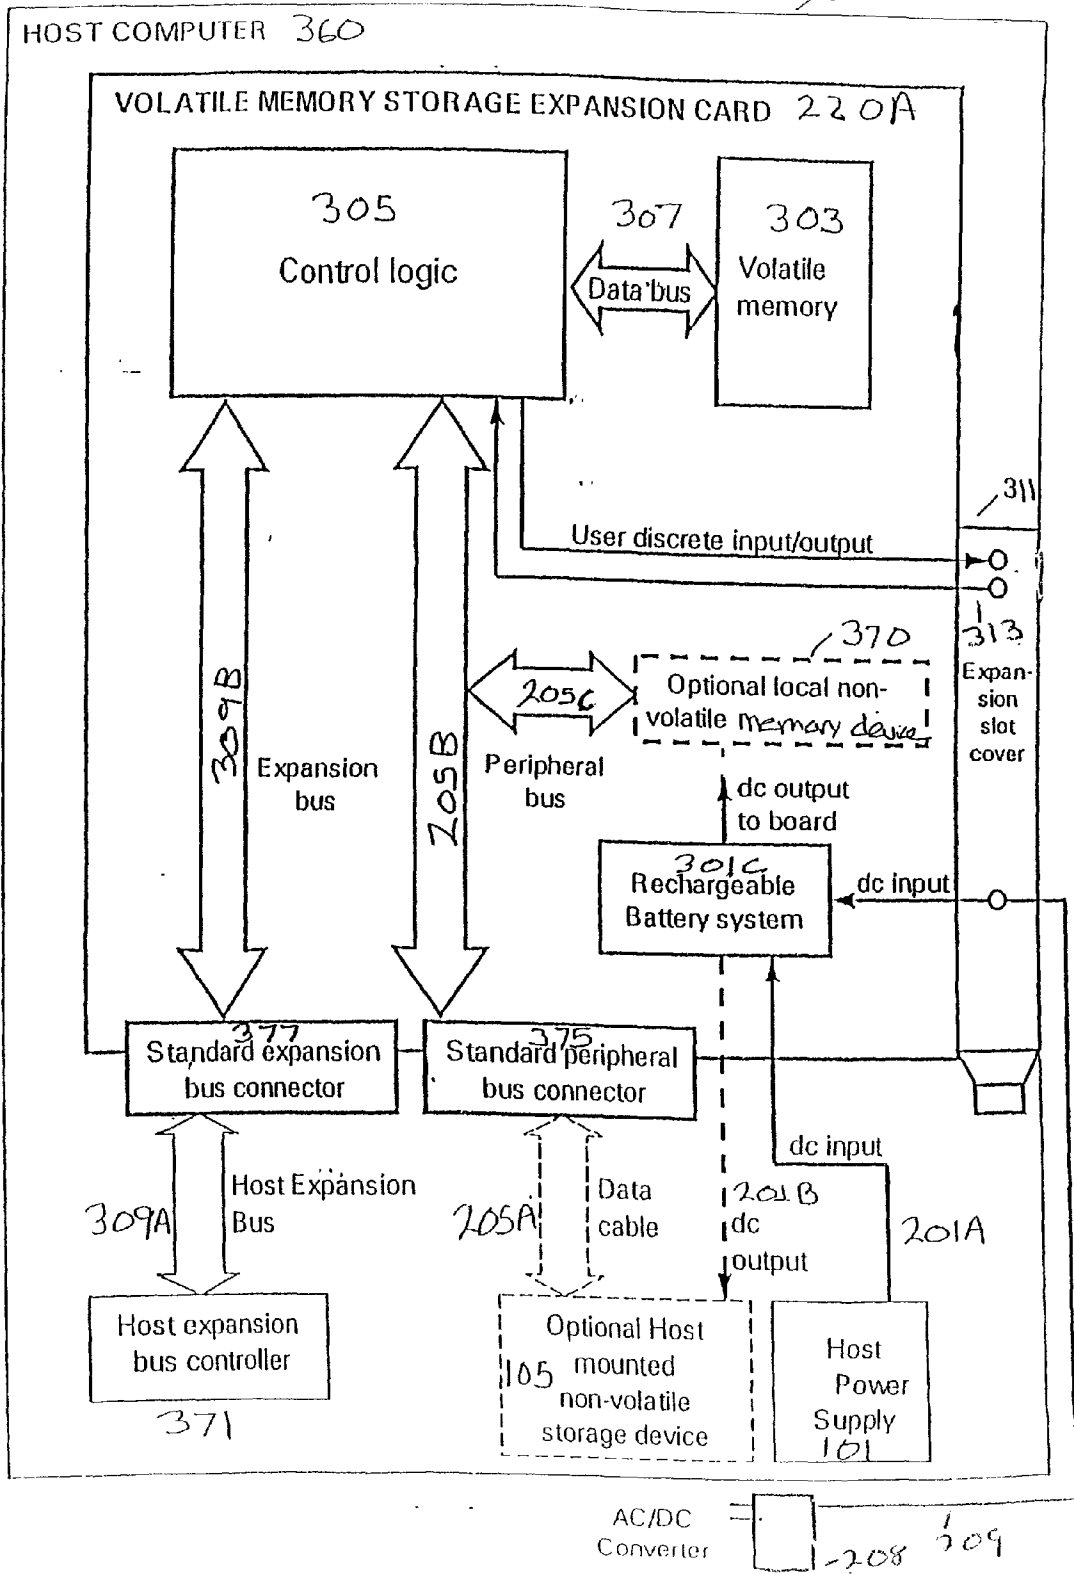 HOST COMPUTER 360
VOLATILE MEMORY STORAGE EXPANSION CARD 220A
305
Control logic
307
Data bus
303
Volatile
memory
311
User discrete input/output
313
Expan-
sion
slot
cover
370
Optional local non-
volatile memory device
205C
309B
Expansion
bus
205B
Peripheral
bus
dc output
to board
301C
Rechargeable
Battery system
dc input
377
Standard expansion
bus connector
375
Standard peripheral
bus connector
dc input
309A
Host Expansion
Bus
205A
Data
cable
201B
dc
output
201A
Host expansion
bus controller
371
Optional Host
105 mounted
non-volatile
storage device
Host
Power
Supply
101
AC/DC
Converter
208
209